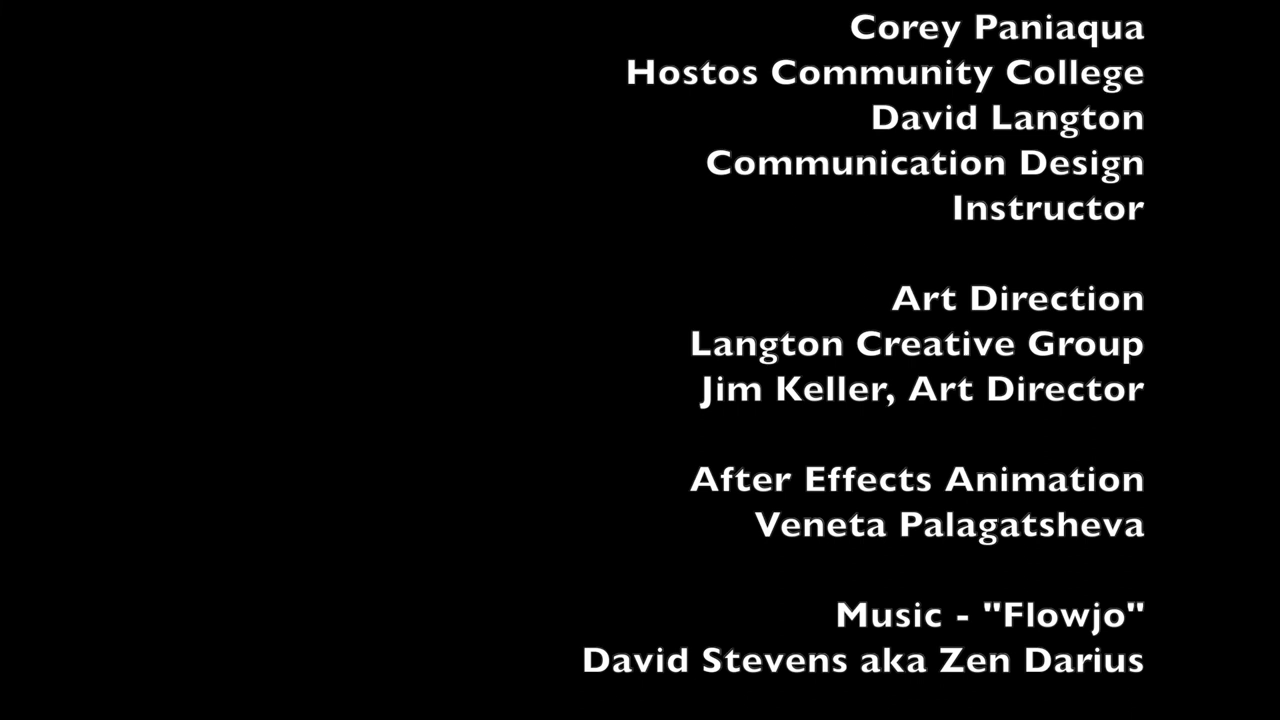 Corey Paniaqua
Hostos Community College
David Langton
Communication Design
Instructor
Art Direction
Langton Creative Group
Jim Keller, Art Director
After Effects Animation
Veneta Palagatsheva
Music - "Flowjo"
David Stevens aka Zen Darius